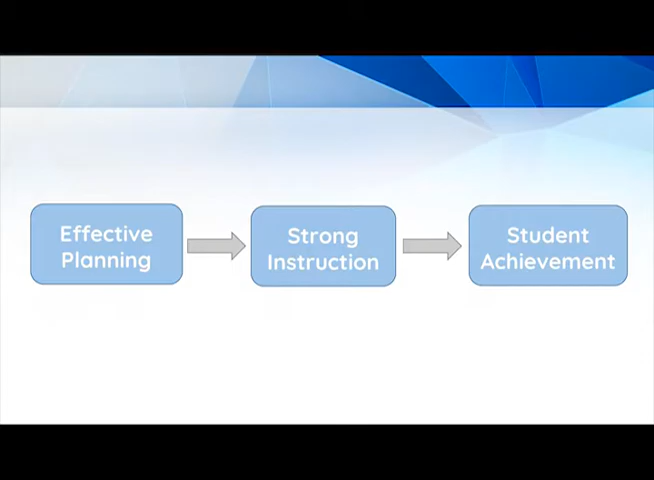 Effective
Planning
Strong
Instruction
Student
Achievement